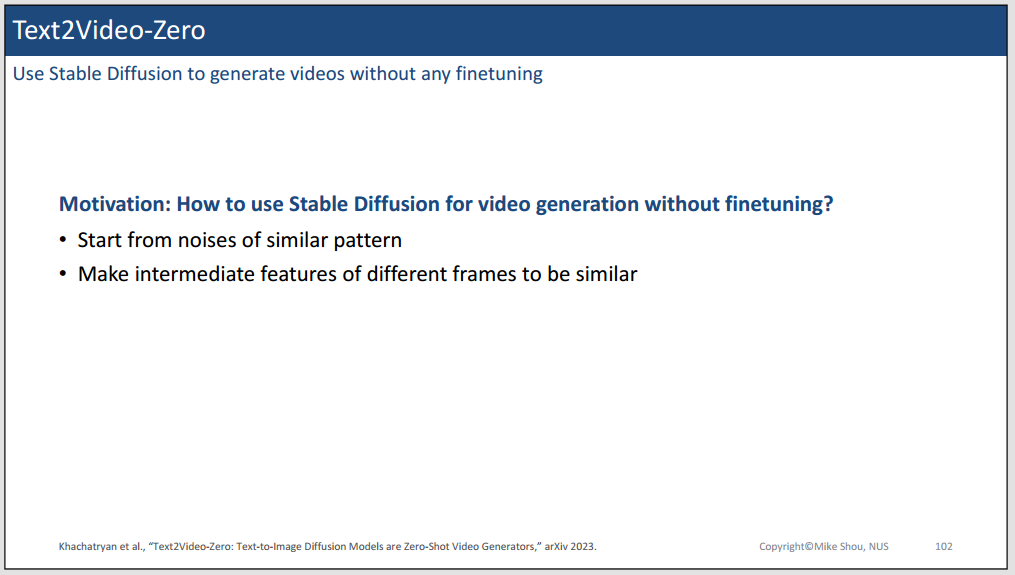 Text2Video-Zero
Use Stable Diffusion to generate videos without any finetuning
Motivation: How to use Stable Diffusion for video generation without finetuning?
• Start from noises of similar pattern
• Make intermediate features of different frames to be similar
Khachatryan et al., “Text2Video-Zero: Text-to-Image Diffusion Models are Zero-Shot Video Generators,” arXiv 2023.
Copyright©Mike Shou, NUS
102